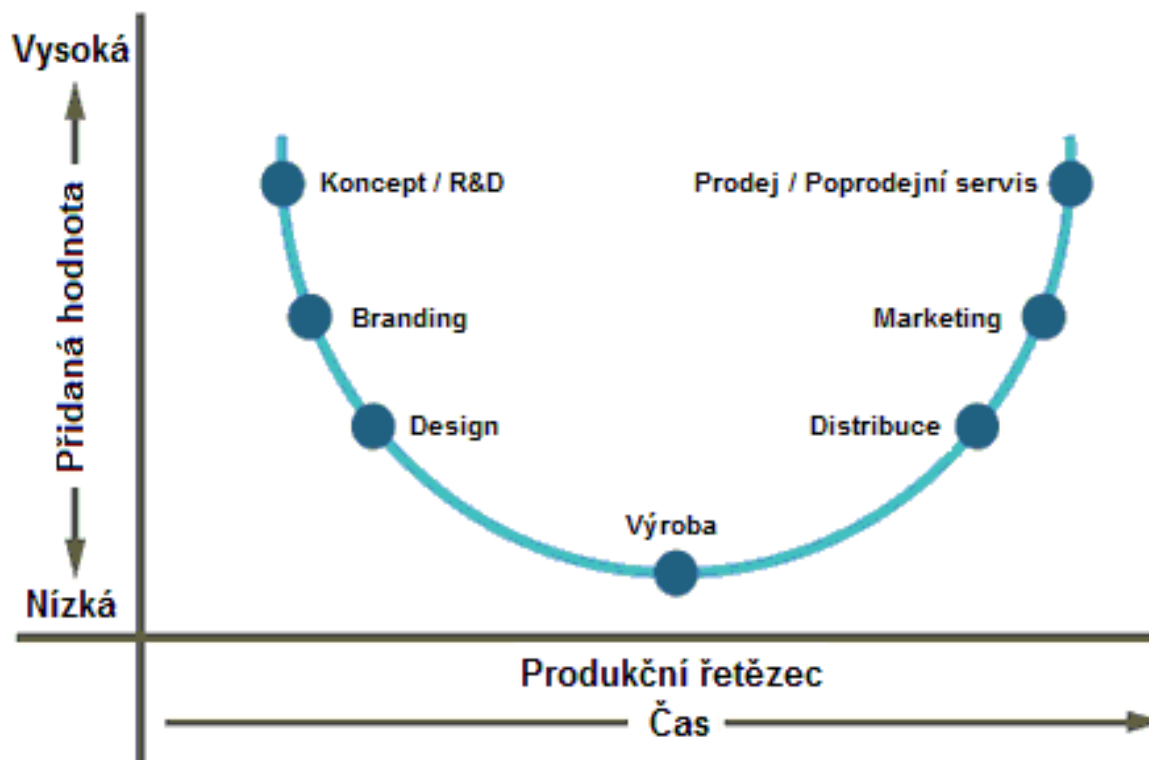 Vysoká
Přidaná hodnota
Nízká
Koncept / R&D
Prodej / Poprodejní servis
Branding
Marketing
Design
Distribuce
Výroba
Produkční řetězec
Čas